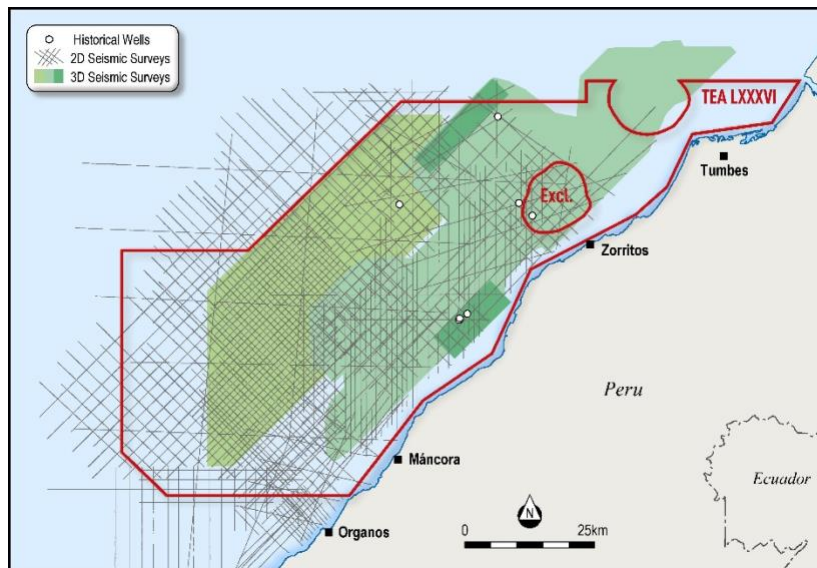 Historical Wells
2D Seismic Surveys
3D Seismic Surveys
TEA LXXXVI
Tumbes
Excl.
Zorritos
Peru
Máncora
Ecuador
N
Organos
0
25km